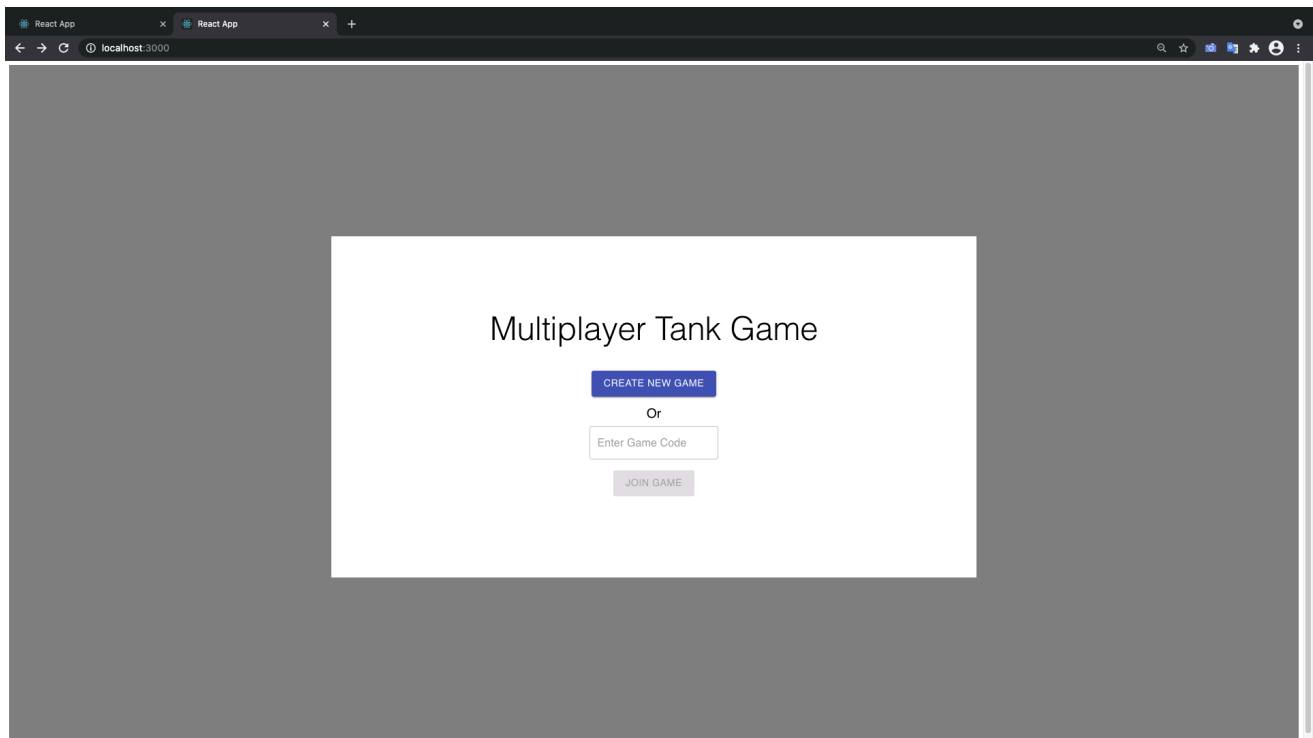 React App
React App
localhost:3000
Multiplayer Tank Game
CREATE NEW GAME
Or
Enter Game Code
JOIN GAME